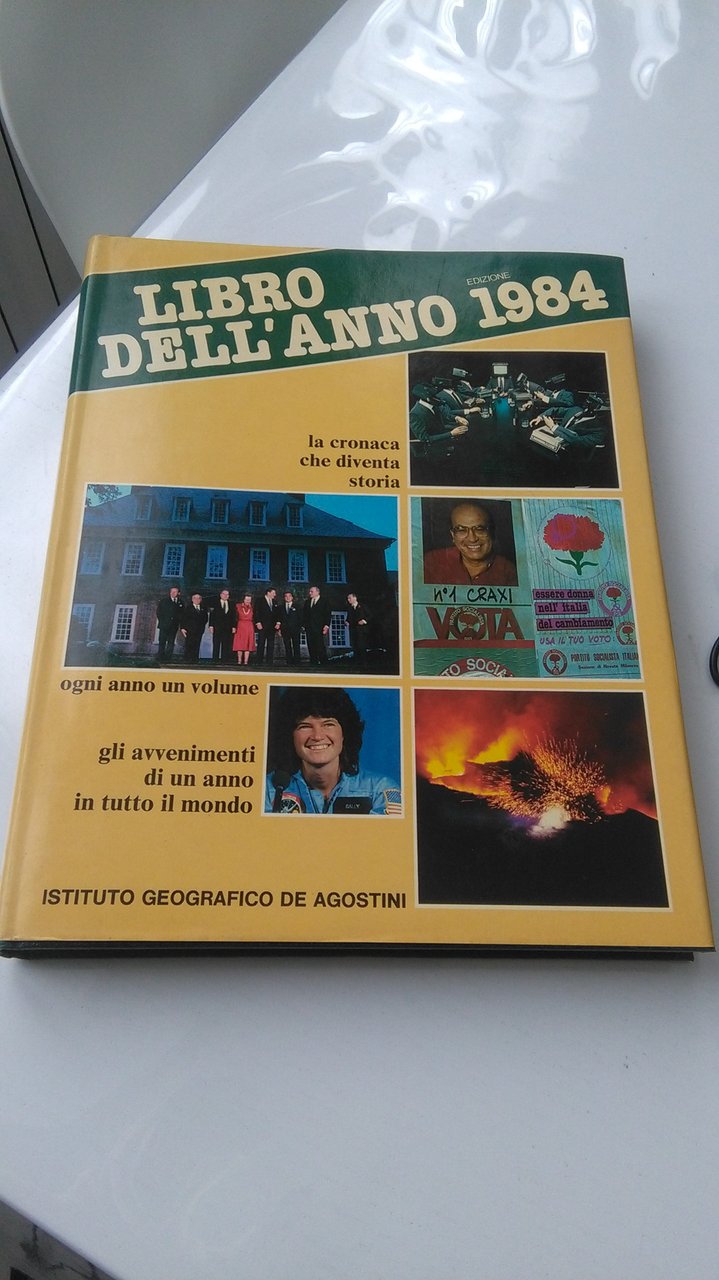 LIBRO
DELL'ANNO
EDIZIONE
1984
la cronaca
che diventa
storia
n°1 CRAXI
VOTA
essere donna
nell'italia
del cambiamento
USA IL TUO VOTO:
PARTITO SOCIALISTA ITALIANO
ogni anno un volume
gli avvenimenti
di un anno
in tutto il mondo
ISTITUTO GEOGRAFICO DE AGOSTINI